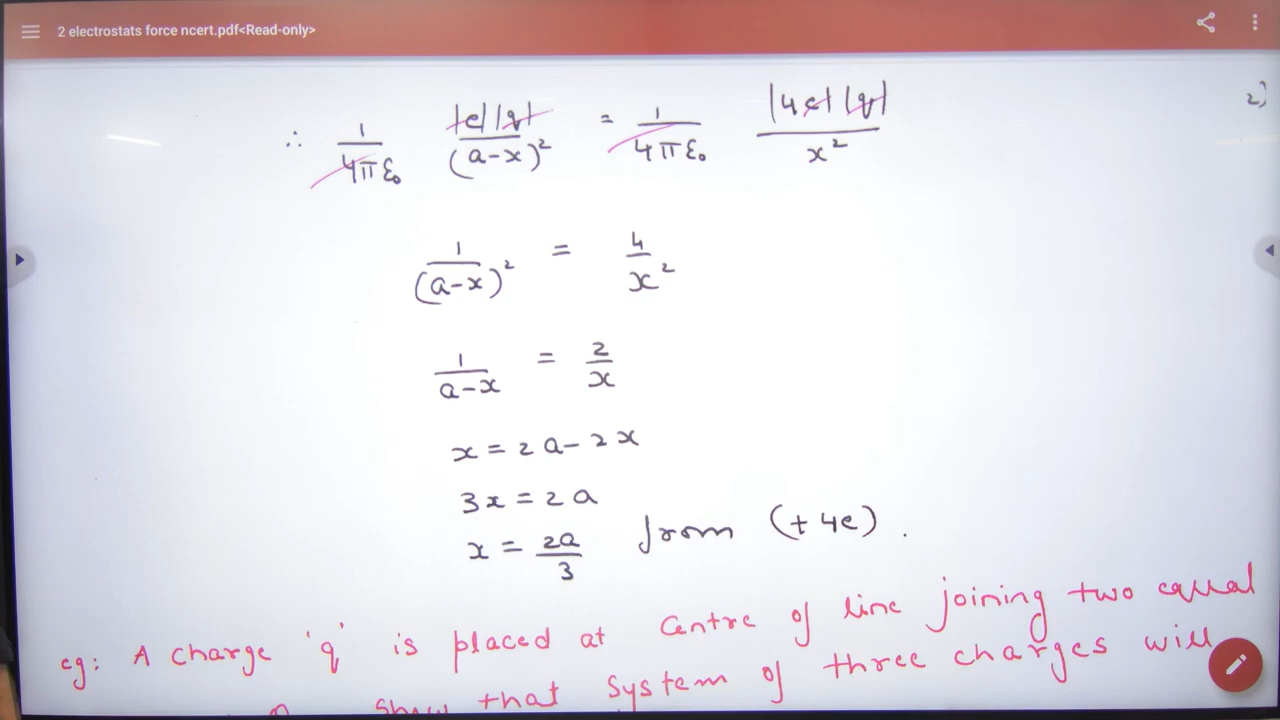 2 electrostats force ncert.pdf<Read-only>
2)
∴ 1/4πε₀ |e||q|/(a-x)² = 1/4πε₀ |4e||q|/x²
1/(a-x)² = 4/x²
1/a-x = 2/x
x = 2a - 2x
3x = 2a
x = 2a/3 from (+4e).
eg: A charge 'q' is placed at centre of line joining two equal
show that system of three charges will